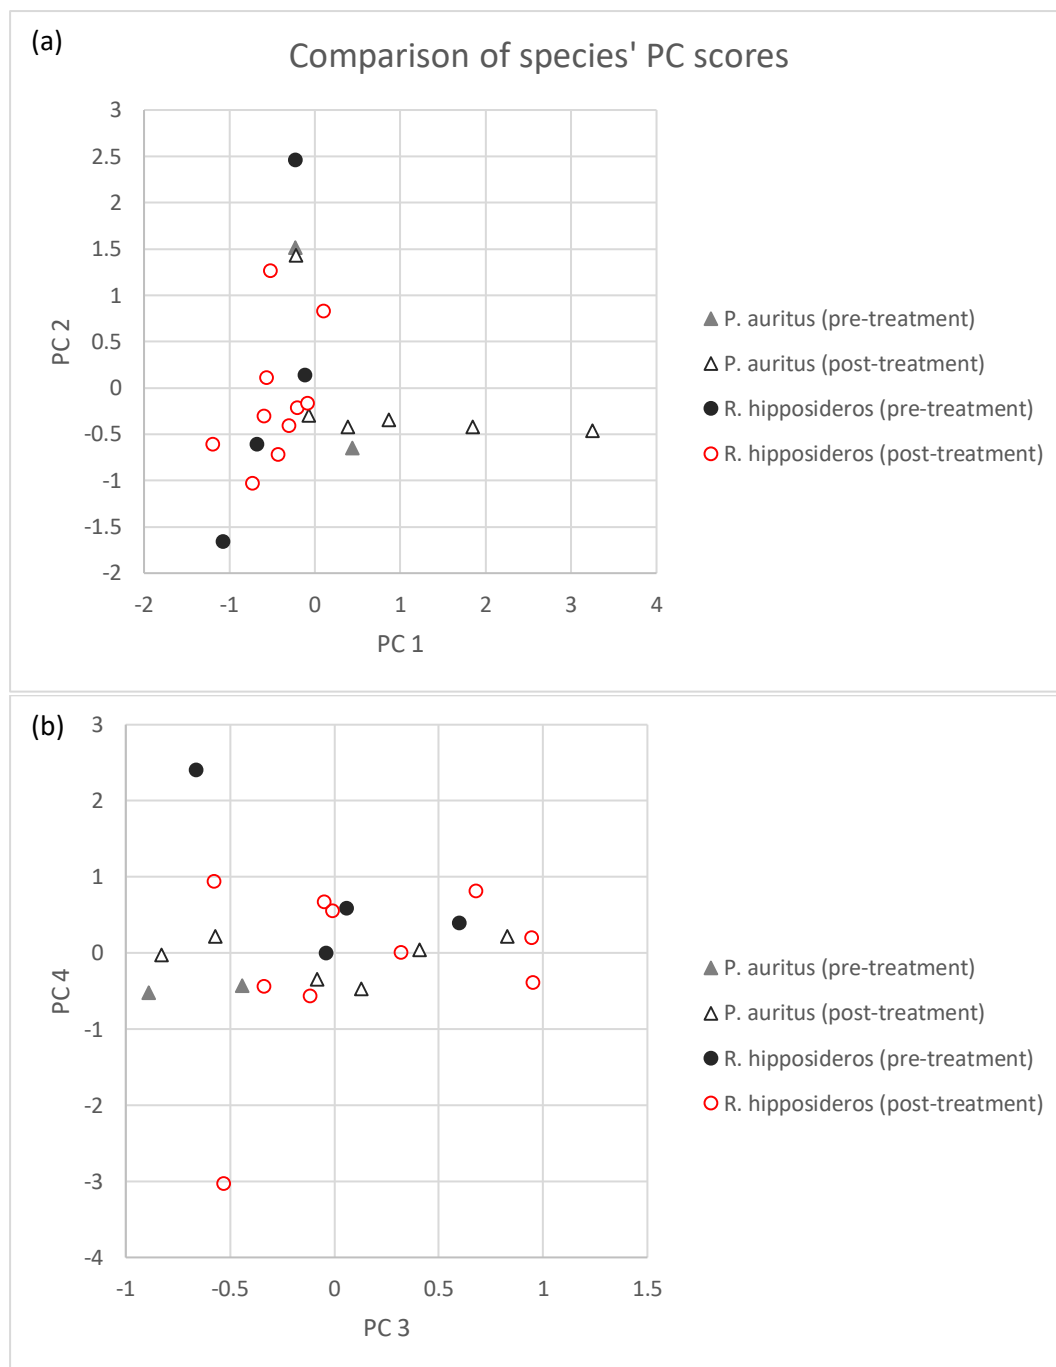 (a)
Comparison of species' PC scores
3
2.5
2
1.5
1
0.5
0
-0.5
-1
-1.5
-2
PC 2
-2 -1 0 1 2 3 4
PC 1
P. auritus (pre-treatment)
P. auritus (post-treatment)
R. hipposideros (pre-treatment)
R. hipposideros (post-treatment)
(b)
3
2
1
0
-1
-2
-3
-4
PC 4
-1 -0.5 0 0.5 1 1.5
PC 3
P. auritus (pre-treatment)
P. auritus (post-treatment)
R. hipposideros (pre-treatment)
R. hipposideros (post-treatment)